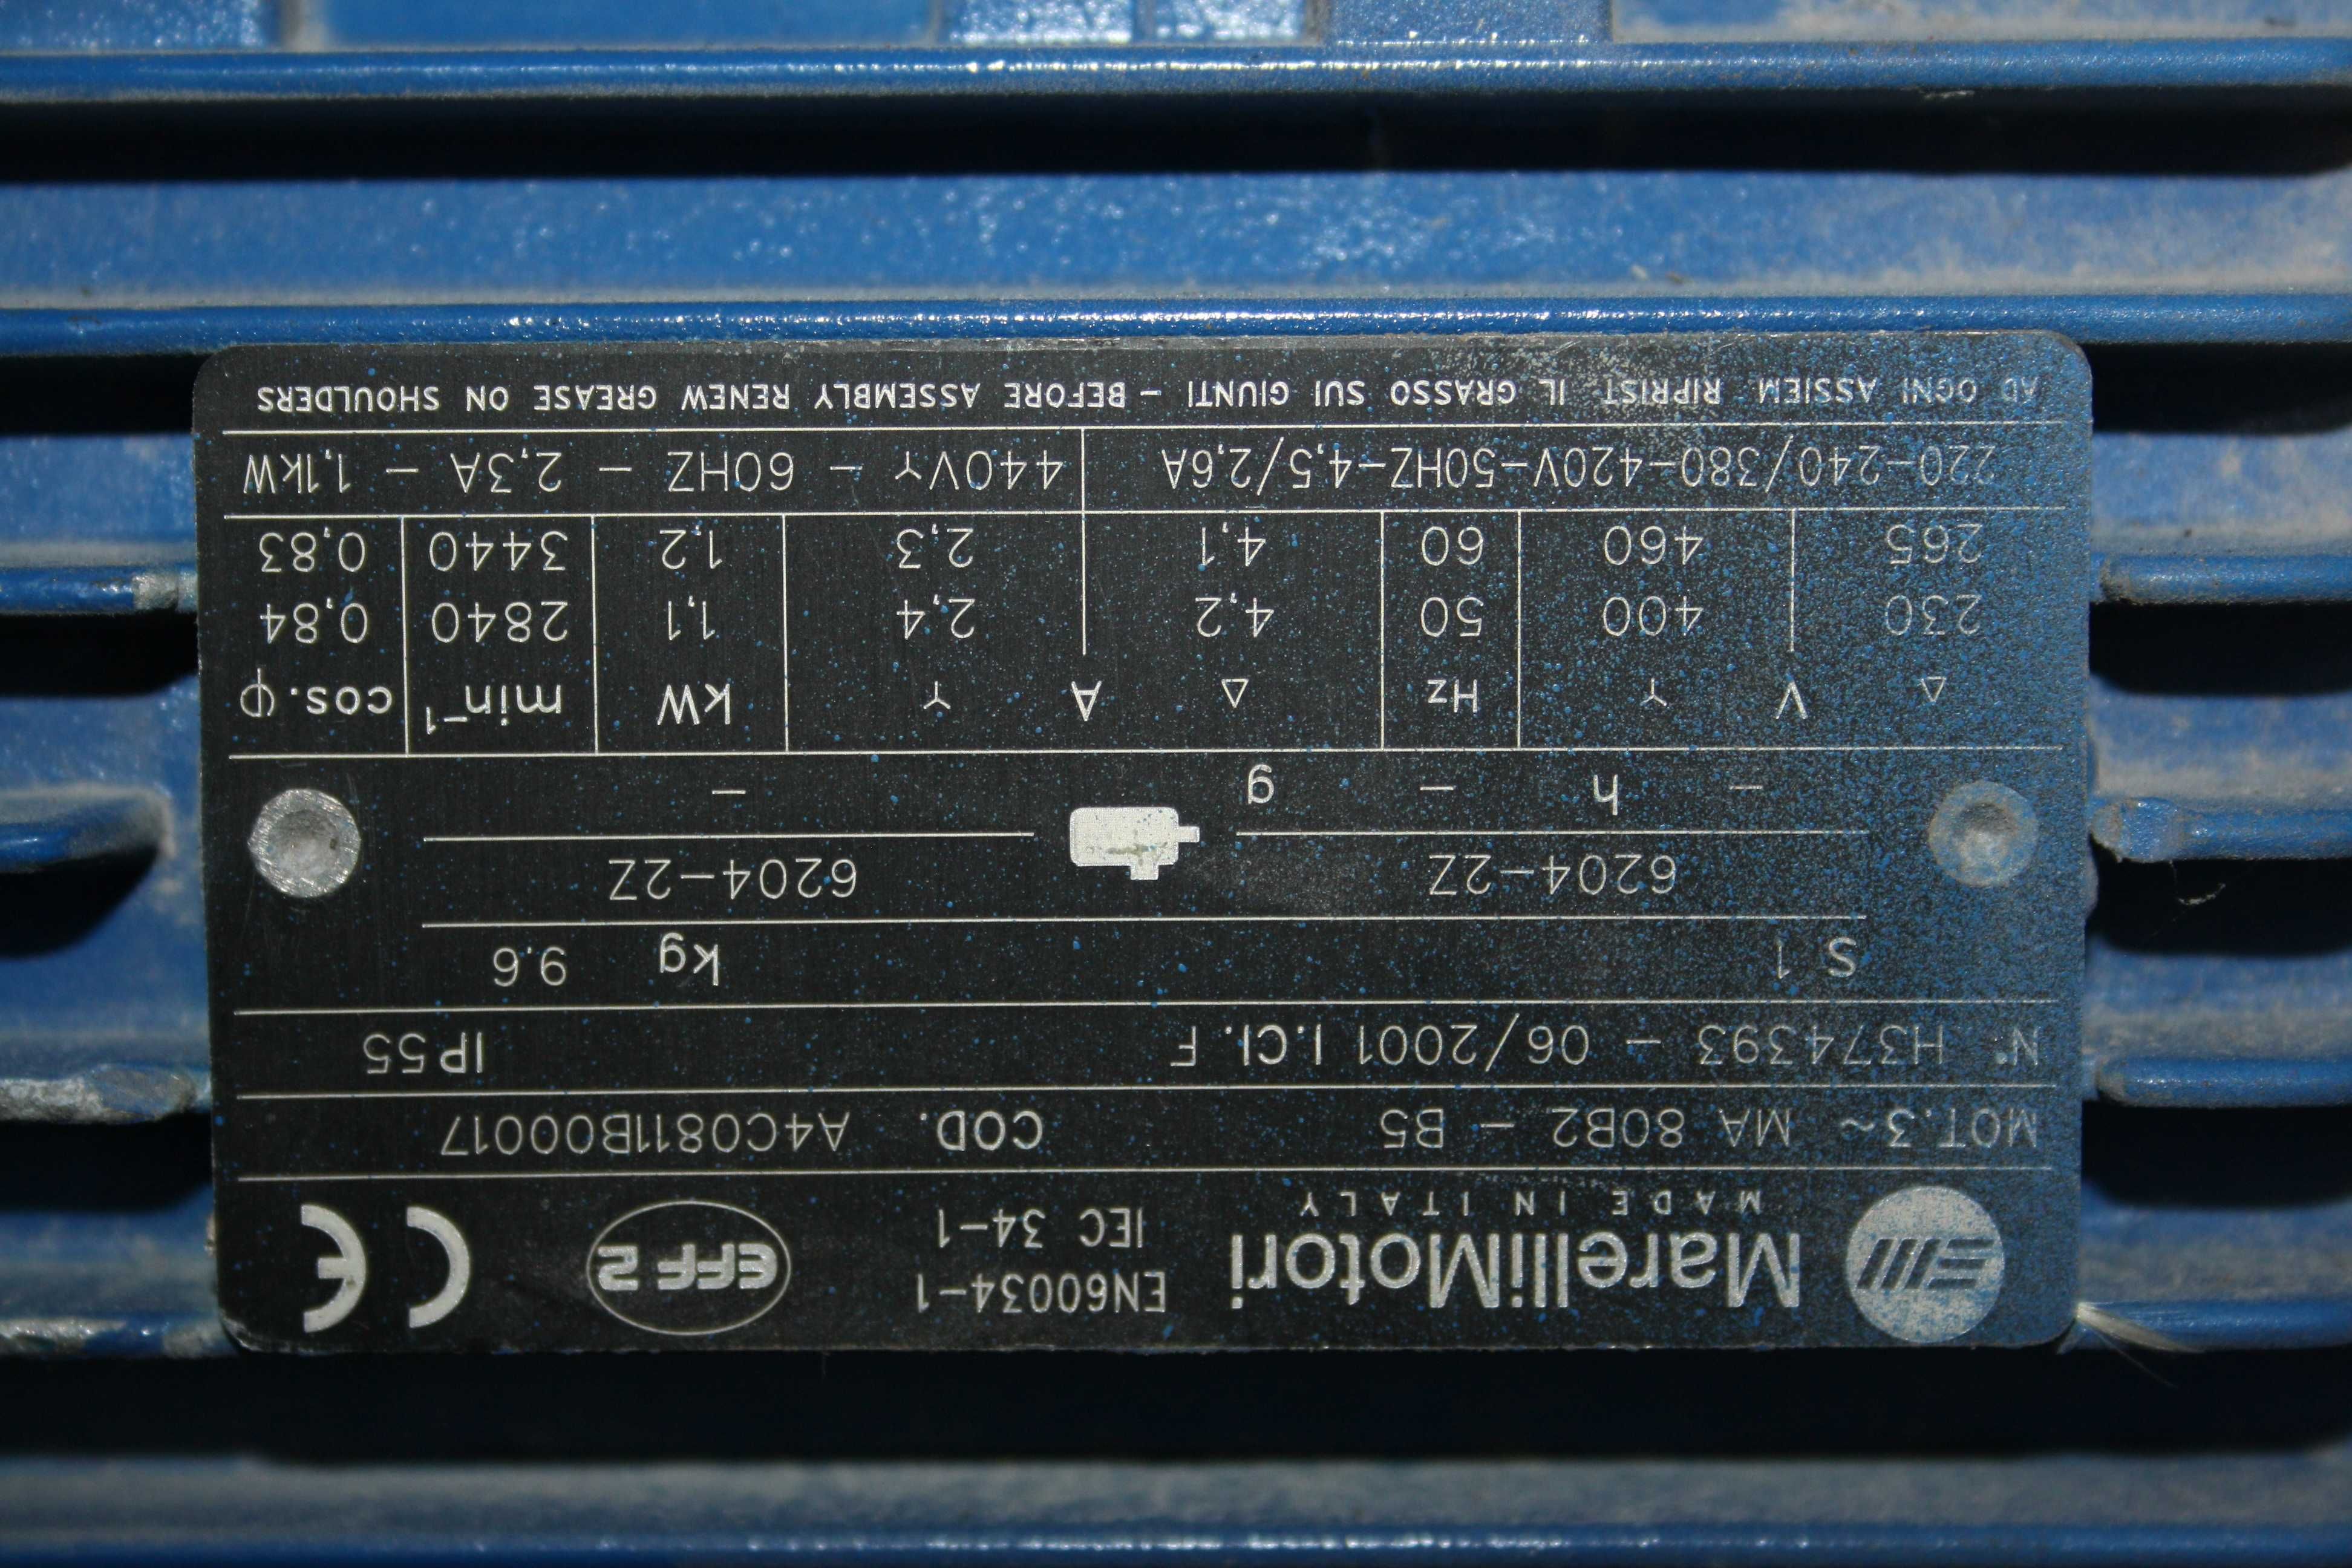 MarelliMotori EN60034-1 EFF 2 CE
MADE IN ITALY IEC 34-1
MOT. 3~ MA 80B2 - B5 COD. A4C0811B00017
N° H374393 - 06/2001 I.Cl. F IP 55
S 1 kg 9.6
6204-2Z 6204-2Z
- h - g -
Δ V Y Hz Δ A Y kW min⁻¹ cos.φ
230 400 50 4,2 2,4 1,1 2840 0,84
265 460 60 4,1 2,3 1,2 3440 0,83
220-240/380-420V-50HZ-4,5/2,6A 440VY - 60HZ - 2,3A - 1,1kW
AD OGNI ASSIEM RIPRIST IL GRASSO SUI GIUNTI - BEFORE ASSEMBLY RENEW GREASE ON SHOULDERS